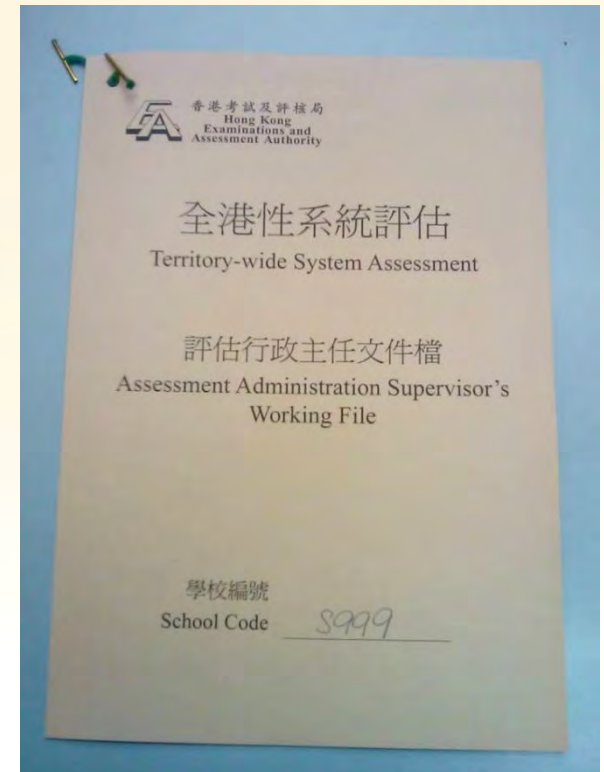 香港考試及評核局
Hong Kong
Examinations and
Assessment Authority
全港性系統評估
Territory-wide System Assessment
評估行政主任文件檔
Assessment Administration Supervisor's
Working File
學校編號
School Code S999